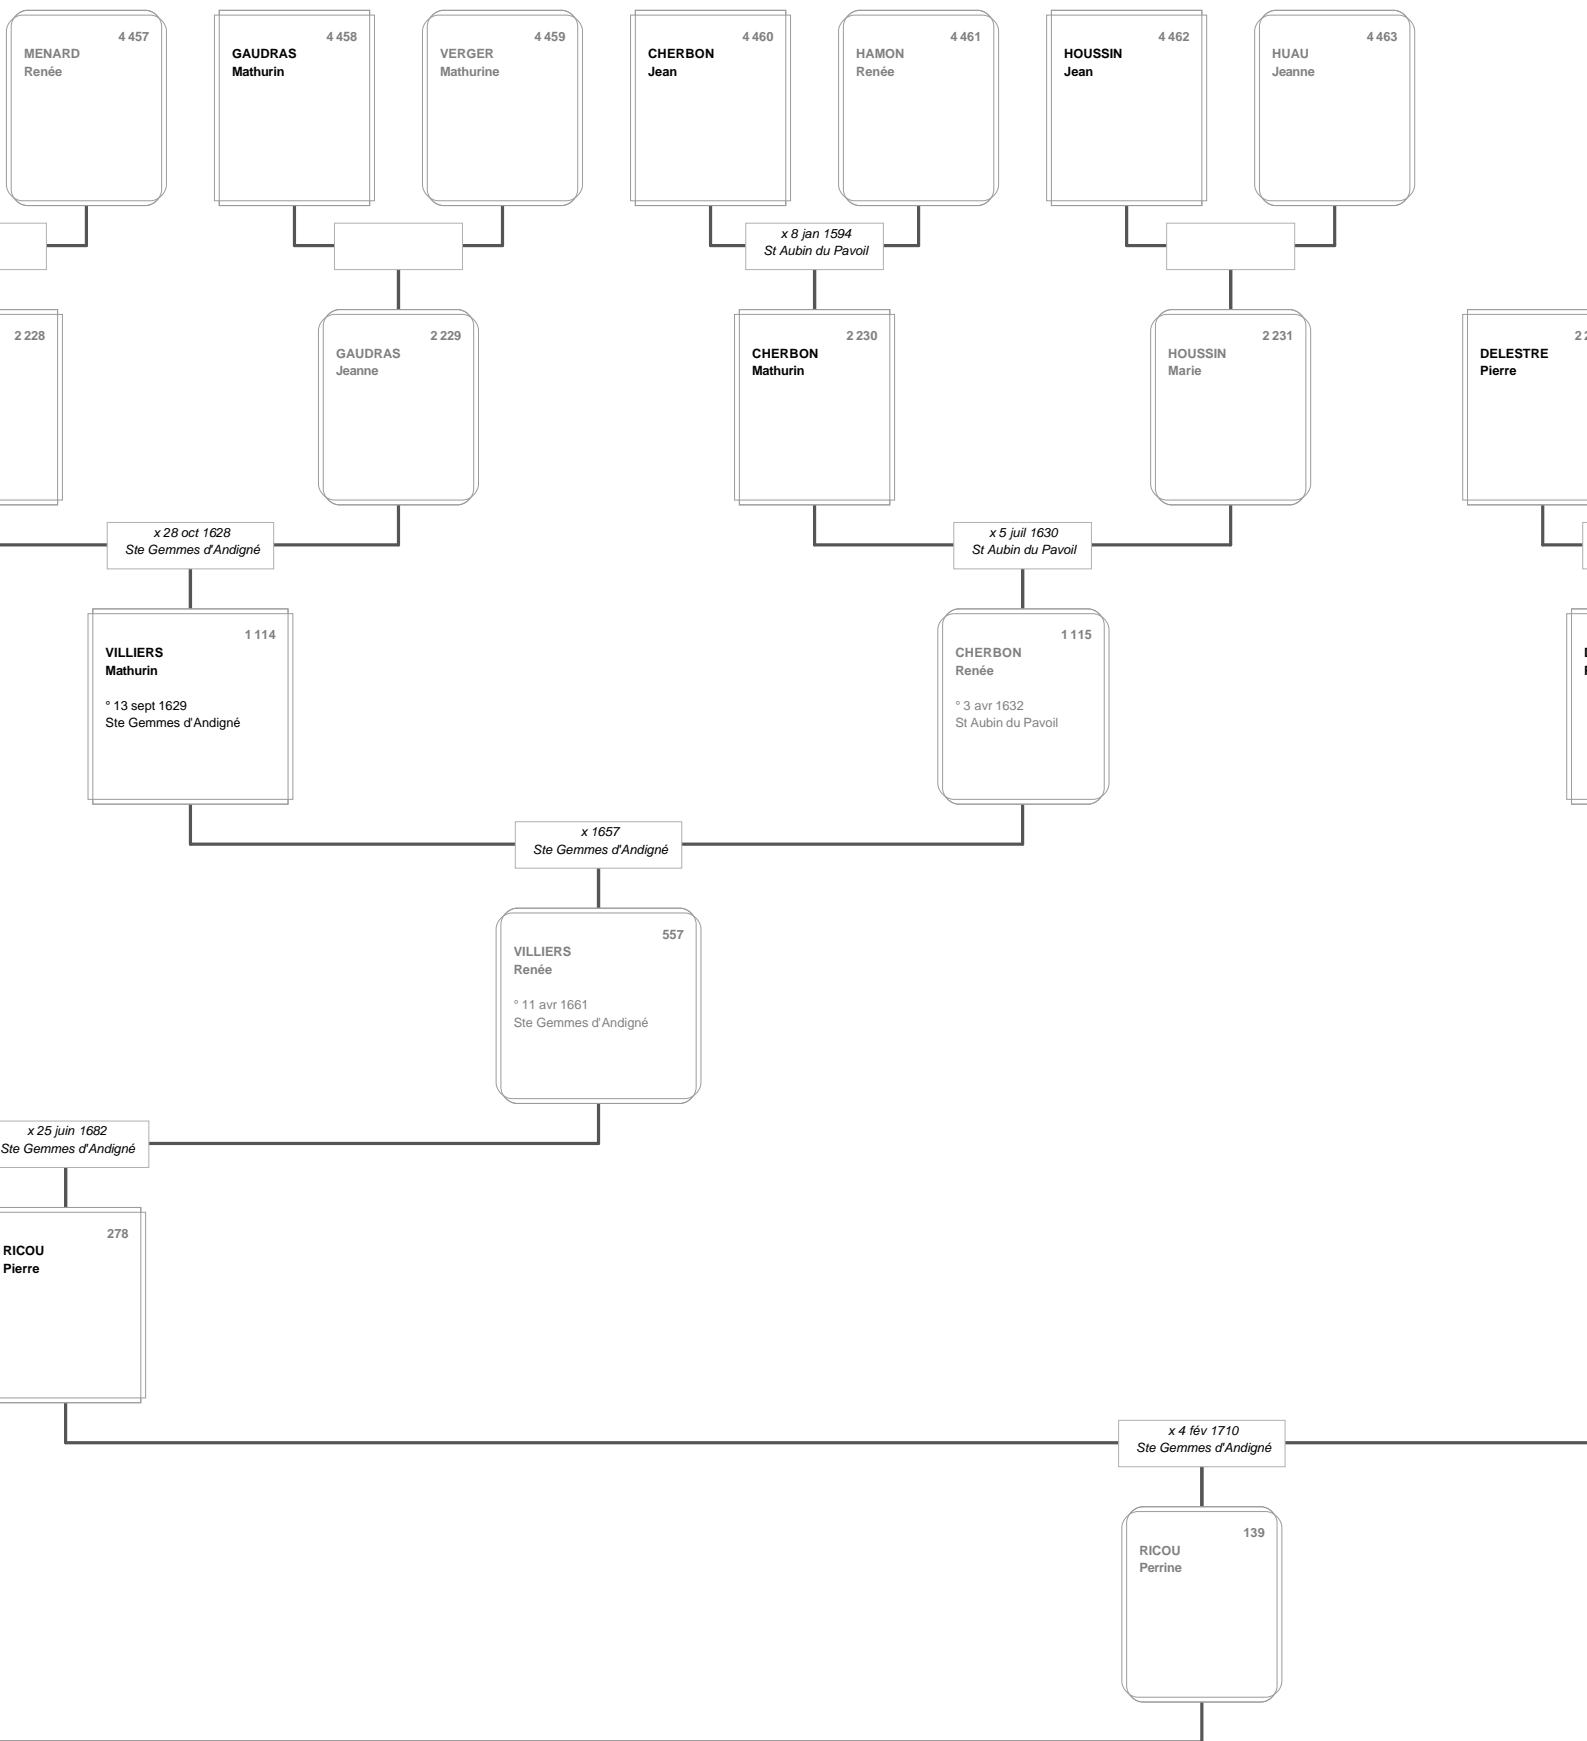 4 457
MENARD
Renée
4 458
GAUDRAS
Mathurin
4 459
VERGER
Mathurine
4 460
CHERBON
Jean
4 461
HAMON
Renée
4 462
HOUSSIN
Jean
4 463
HUAU
Jeanne
x 8 jan 1594
St Aubin du Pavoil
2 228
2 229
GAUDRAS
Jeanne
2 230
CHERBON
Mathurin
2 231
HOUSSIN
Marie
DELESTRE
Pierre
x 28 oct 1628
Ste Gemmes d'Andigné
x 5 juil 1630
St Aubin du Pavoil
1 114
VILLIERS
Mathurin
° 13 sept 1629
Ste Gemmes d'Andigné
1 115
CHERBON
Renée
° 3 avr 1632
St Aubin du Pavoil
x 1657
Ste Gemmes d'Andigné
557
VILLIERS
Renée
° 11 avr 1661
Ste Gemmes d'Andigné
x 25 juin 1682
Ste Gemmes d'Andigné
278
RICOU
Pierre
x 4 fév 1710
Ste Gemmes d'Andigné
139
RICOU
Perrine